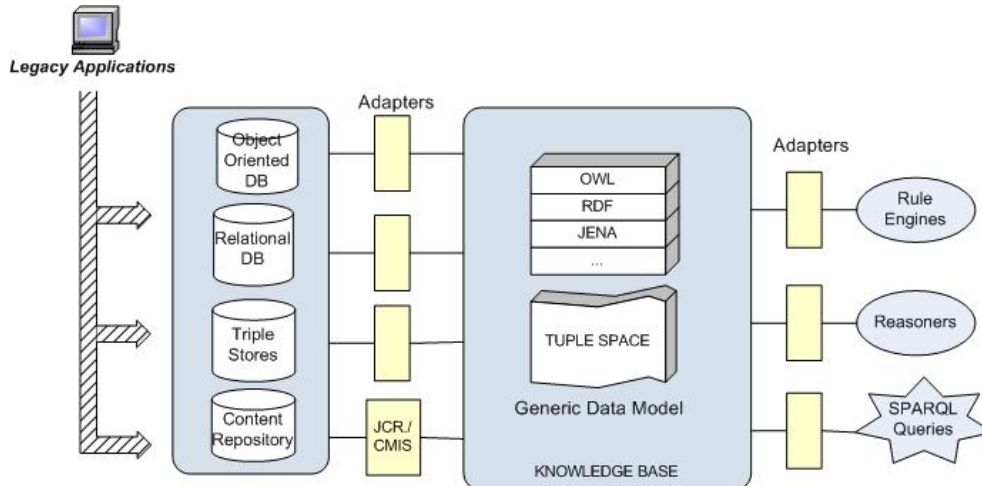 Legacy Applications
Adapters
Object
Oriented
DB
Relational
DB
Triple
Stores
Content
Repository
JCR./
CMIS
OWL
RDF
JENA
...
TUPLE SPACE
Generic Data Model
KNOWLEDGE BASE
Adapters
Rule
Engines
Reasoners
SPARQL
Queries